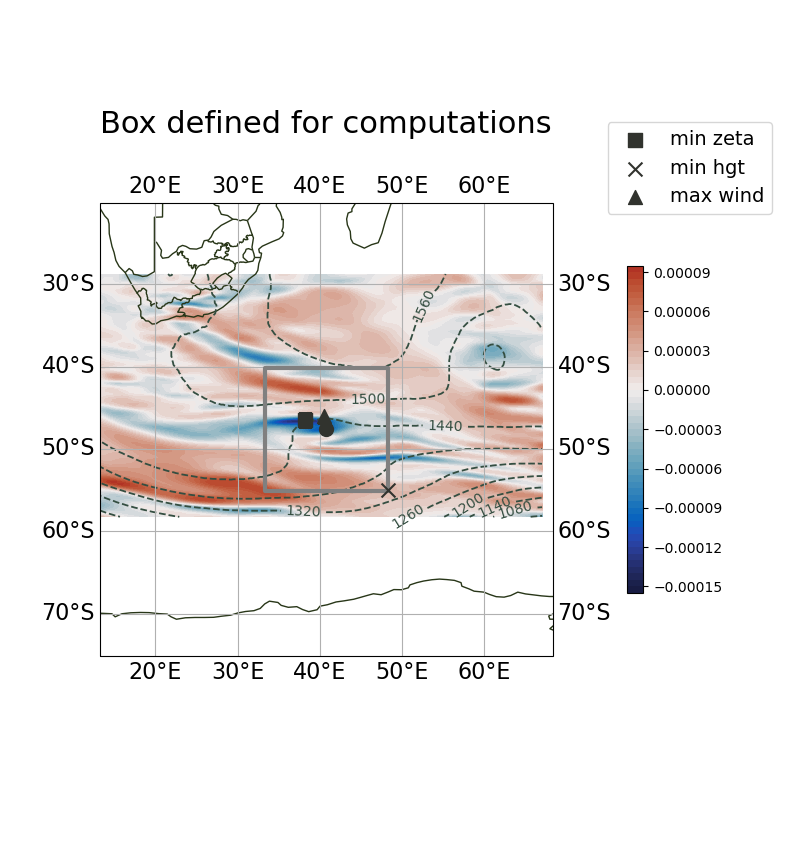 Box defined for computations
min zeta
min hgt
max wind
20°E 30°E 40°E 50°E 60°E
30°S 30°S
40°S 40°S
50°S 50°S
60°S 60°S
70°S 70°S
20°E 30°E 40°E 50°E 60°E
1560
1500
1440
1320
1260
1200
1140
1080
0.00009
0.00006
0.00003
0.00000
−0.00003
−0.00006
−0.00009
−0.00012
−0.00015